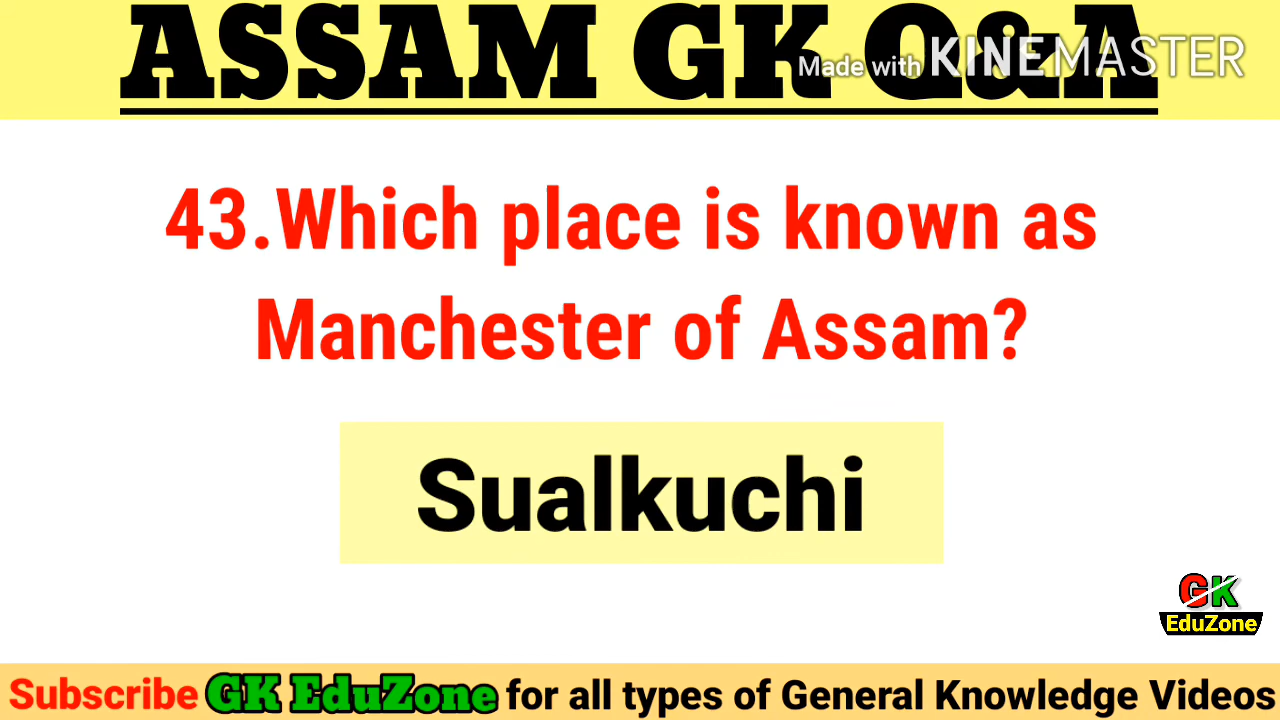 ASSAM GK Q&A
Made with KINEMASTER
43.Which place is known as
Manchester of Assam?
Sualkuchi
GK
EduZone
Subscribe GK EduZone for all types of General Knowledge Videos